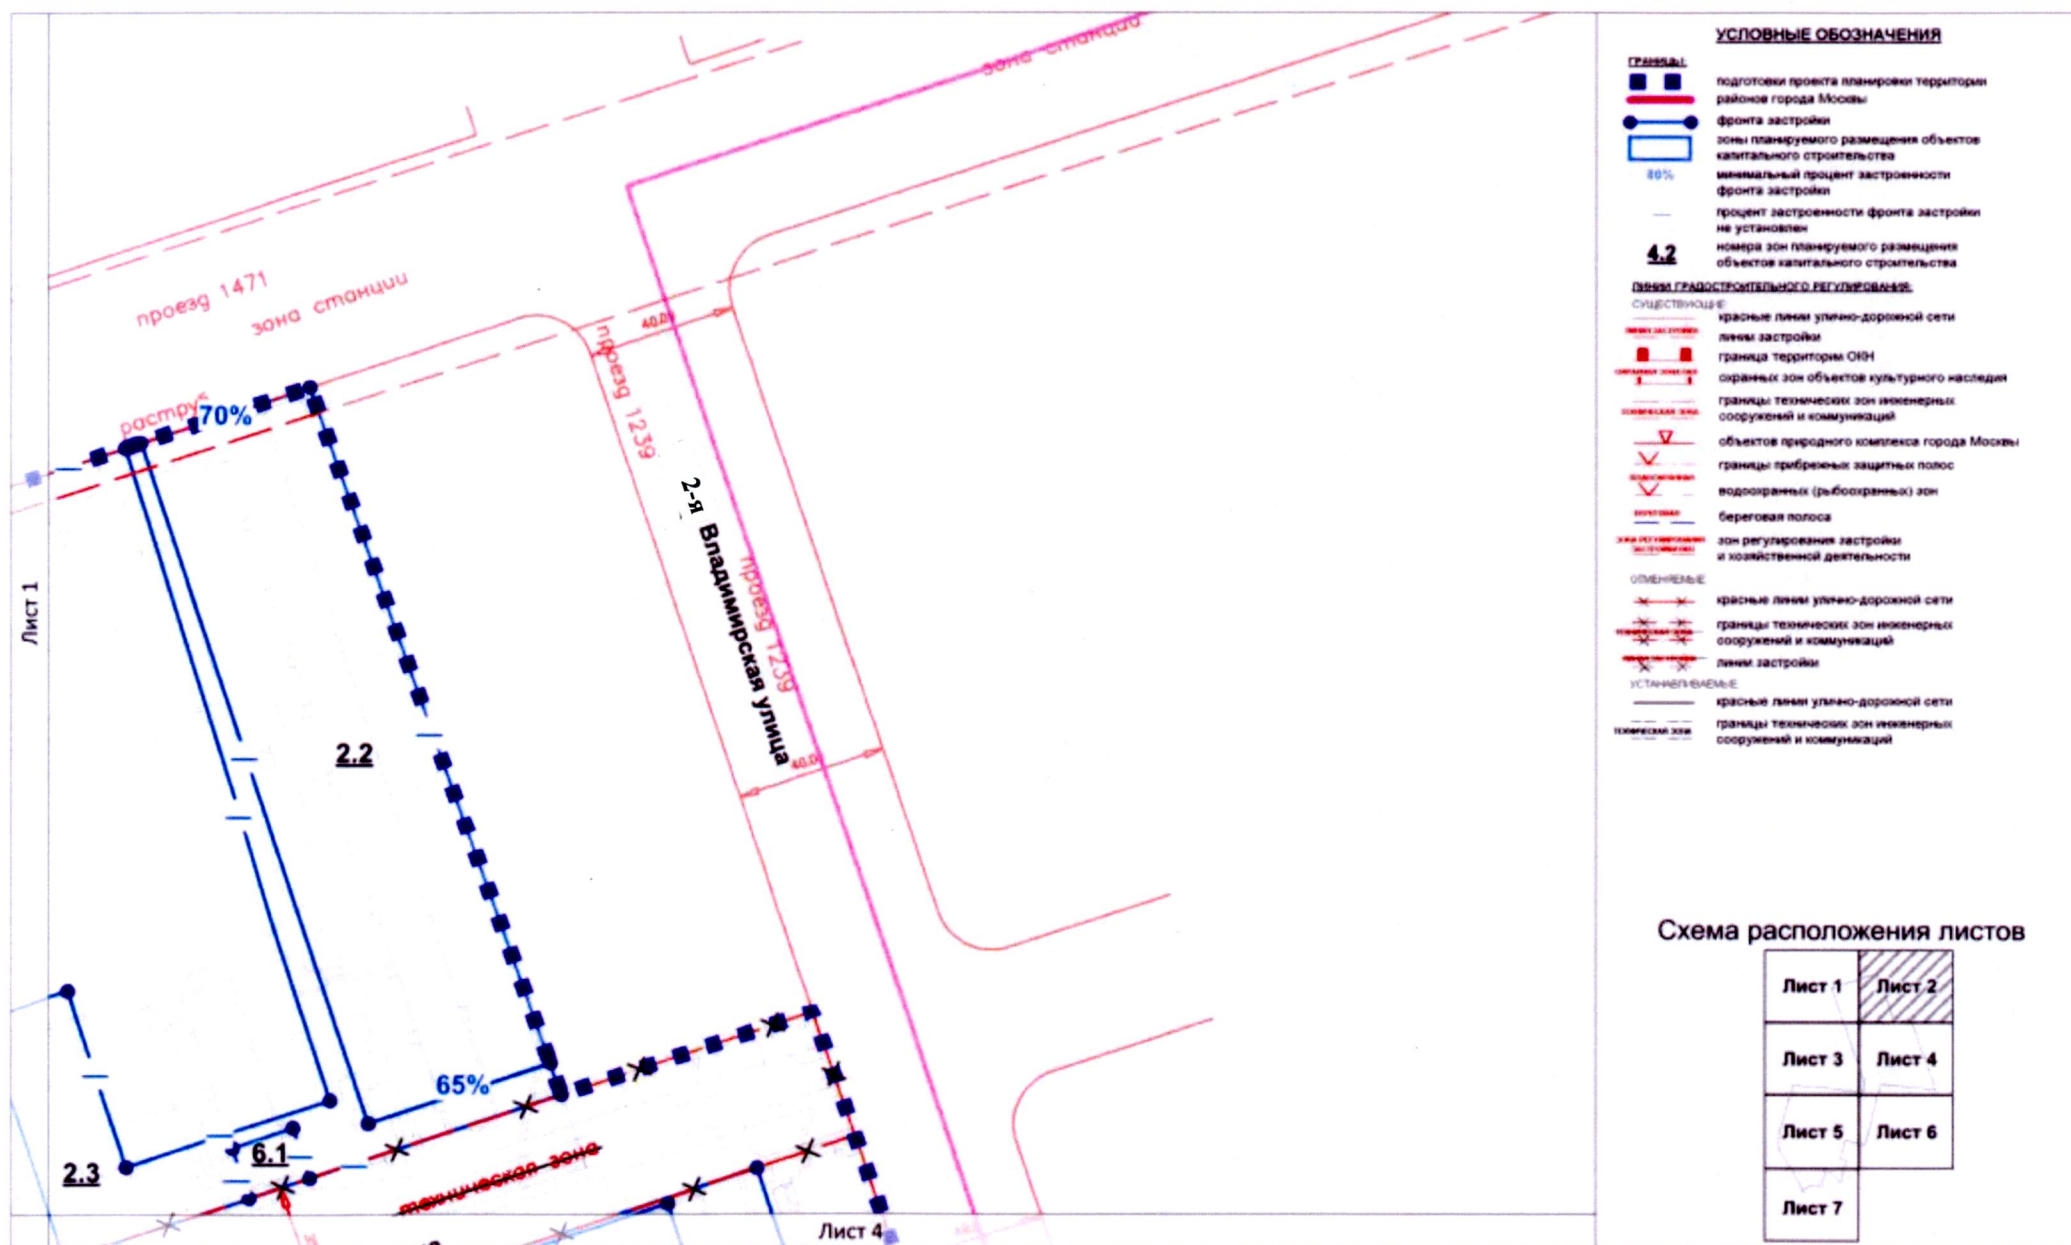 зона станции
проезд 1471
зона станции
40.00
проезд 1239
раструб
70%
2-я Владимирская улица
проезд 1239
Лист 1
2.2
40.00
65%
6.1
2.3
техническая зона
Лист 4
УСЛОВНЫЕ ОБОЗНАЧЕНИЯ
ГРАНИЦЫ:
подготовки проекта планировки территории
районов города Москвы
фронта застройки
зоны планируемого размещения объектов
капитального строительства
80%
минимальный процент застроенности
фронта застройки
процент застроенности фронта застройки
не установлен
4.2
номера зон планируемого размещения
объектов капитального строительства
ЛИНИИ ГРАДОСТРОИТЕЛЬНОГО РЕГУЛИРОВАНИЯ:
СУЩЕСТВУЮЩИЕ
красные линии улично-дорожной сети
линии застройки
граница территории ОКН
охранных зон объектов культурного наследия
границы технических зон инженерных
сооружений и коммуникаций
ТЕХНИЧЕСКАЯ ЗОНА
объектов природного комплекса города Москвы
границы прибрежных защитных полос
водоохранных (рыбоохранных) зон
береговая полоса
зон регулирования застройки
и хозяйственной деятельности
ОТМЕНЯЕМЫЕ
красные линии улично-дорожной сети
границы технических зон инженерных
сооружений и коммуникаций
линии застройки
УСТАНАВЛИВАЕМЫЕ
красные линии улично-дорожной сети
границы технических зон инженерных
ТЕХНИЧЕСКАЯ ЗОНА
сооружений и коммуникаций
Схема расположения листов
Лист 1
Лист 2
Лист 3
Лист 4
Лист 5
Лист 6
Лист 7